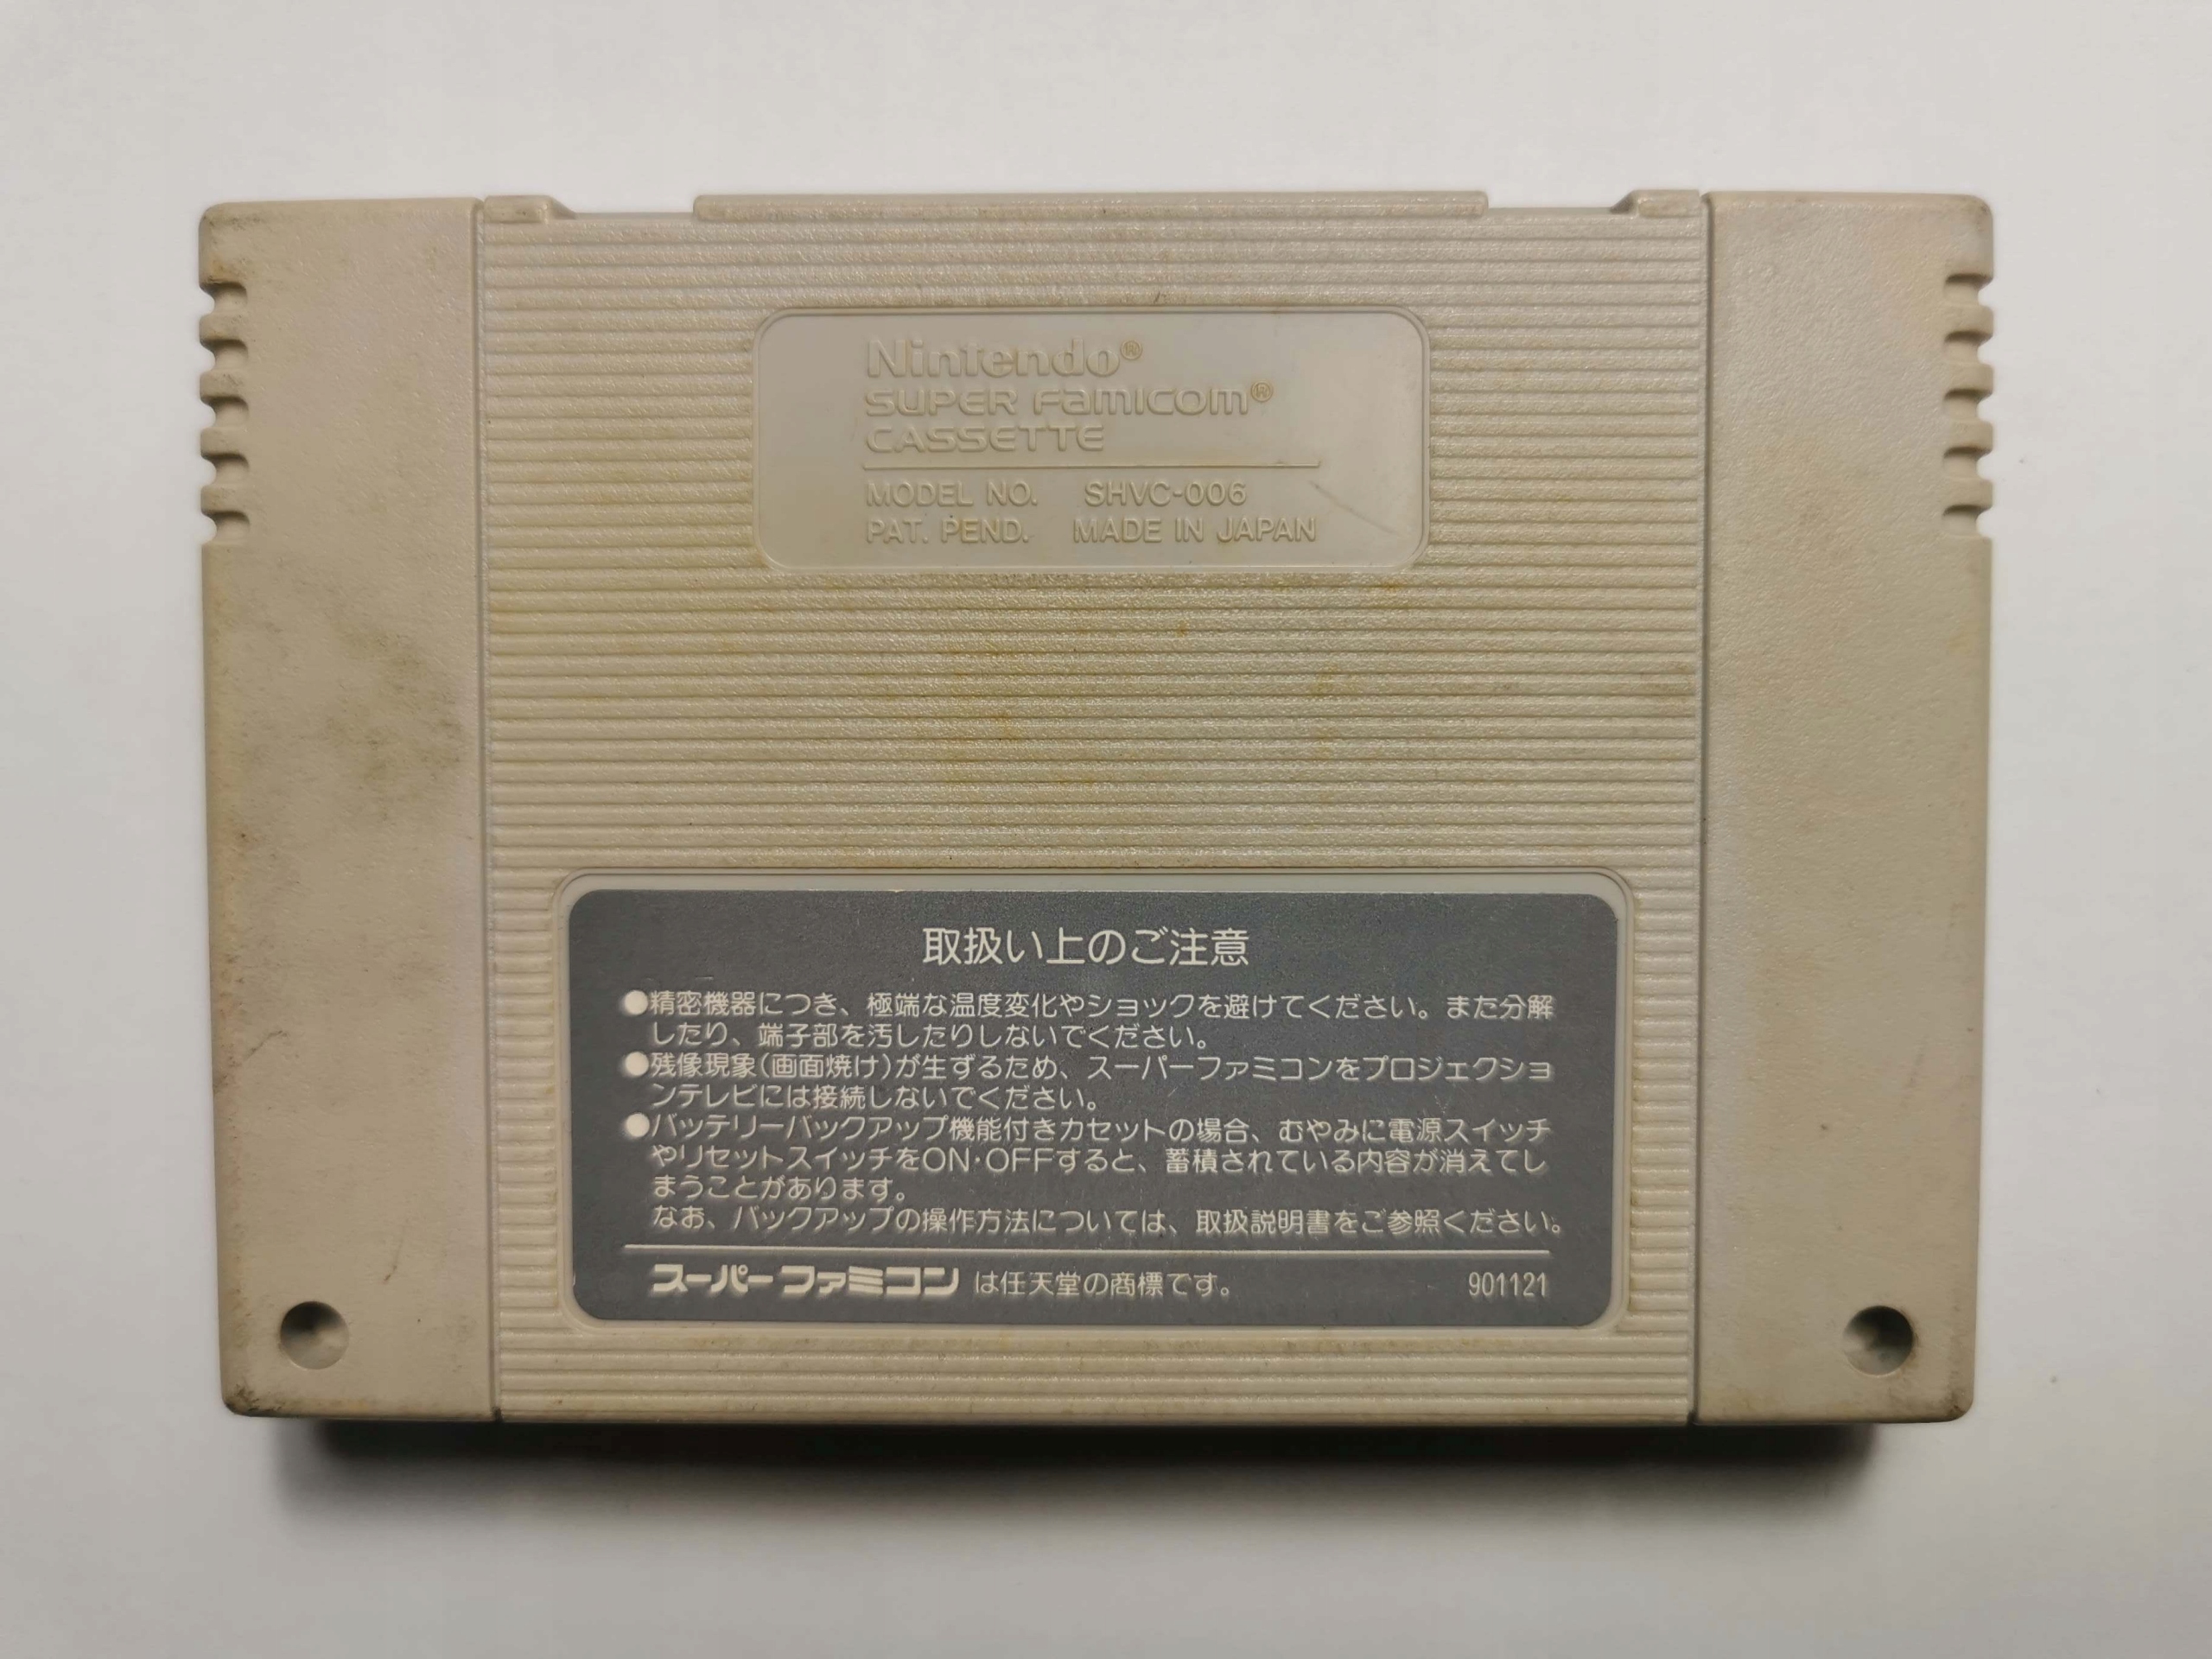 Nintendo®
SUPER FAMICOM®
CASSETTE
MODEL NO. SHVC-006
PAT. PEND. MADE IN JAPAN
取扱い上のご注意
●精密機器につき、極端な温度変化やショックを避けてください。また分解
したり、端子部を汚したりしないでください。
●残像現象(画面焼け)が生ずるため、スーパーファミコンをプロジェクショ
ンテレビには接続しないでください。
●バッテリーバックアップ機能付きカセットの場合、むやみに電源スイッチ
やリセットスイッチをON・OFFすると、蓄積されている内容が消えてし
まうことがあります。
なお、バックアップの操作方法については、取扱説明書をご参照ください。
スーパーファミコン は任天堂の商標です。 901121